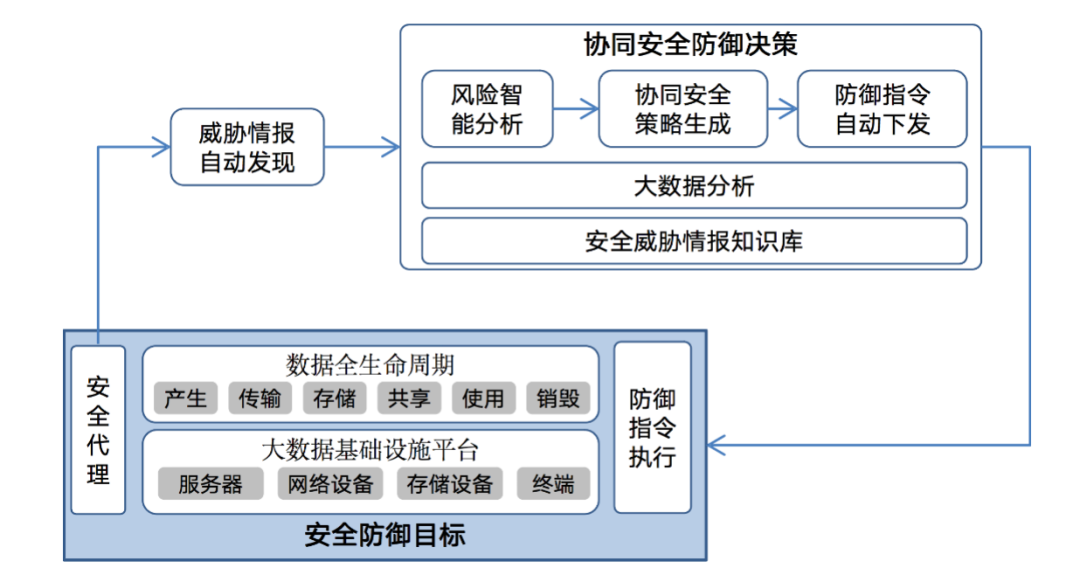 协同安全防御决策
风险智
能分析
协同安全
策略生成
防御指令
自动下发
威胁情报
自动发现
大数据分析
安全威胁情报知识库
安
全
代
理
数据全生命周期
产生 传输 存储 共享 使用 销毁
大数据基础设施平台
服务器 网络设备 存储设备 终端
防御
指令
执行
安全防御目标